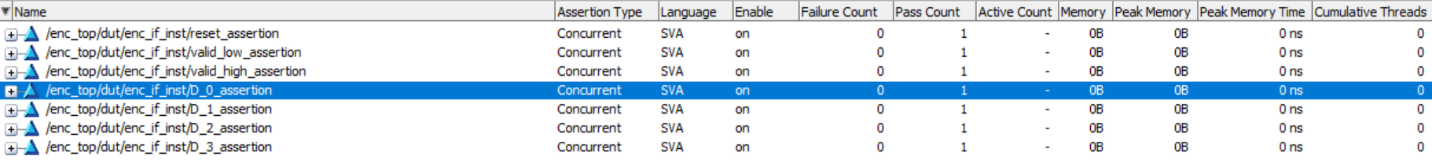 Name Assertion Type Language Enable Failure Count Pass Count Active Count Memory Peak Memory Peak Memory Time Cumulative Threads
/enc_top/dut/enc_if_inst/reset_assertion Concurrent SVA on 0 1 - 0B 0B 0 ns 0
/enc_top/dut/enc_if_inst/valid_low_assertion Concurrent SVA on 0 1 - 0B 0B 0 ns 0
/enc_top/dut/enc_if_inst/valid_high_assertion Concurrent SVA on 0 1 - 0B 0B 0 ns 0
/enc_top/dut/enc_if_inst/D_0_assertion Concurrent SVA on 0 1 - 0B 0B 0 ns 0
/enc_top/dut/enc_if_inst/D_1_assertion Concurrent SVA on 0 1 - 0B 0B 0 ns 0
/enc_top/dut/enc_if_inst/D_2_assertion Concurrent SVA on 0 1 - 0B 0B 0 ns 0
/enc_top/dut/enc_if_inst/D_3_assertion Concurrent SVA on 0 1 - 0B 0B 0 ns 0